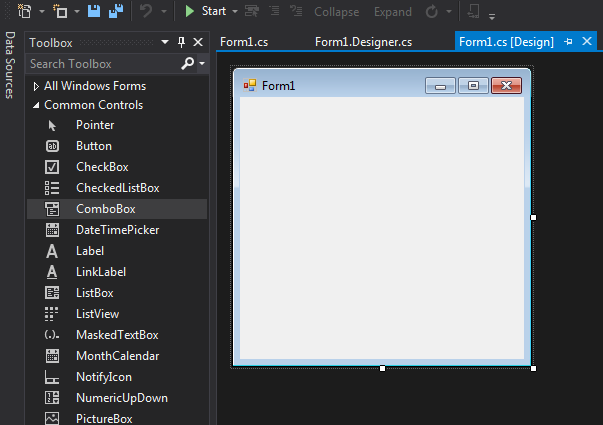 Start
Collapse
Expand
Data Sources
Toolbox
Form1.cs
Form1.Designer.cs
Form1.cs [Design]
Search Toolbox
All Windows Forms
Common Controls
Pointer
Button
CheckBox
CheckedListBox
ComboBox
DateTimePicker
Label
LinkLabel
ListBox
ListView
MaskedTextBox
MonthCalendar
NotifyIcon
NumericUpDown
PictureBox
Form1